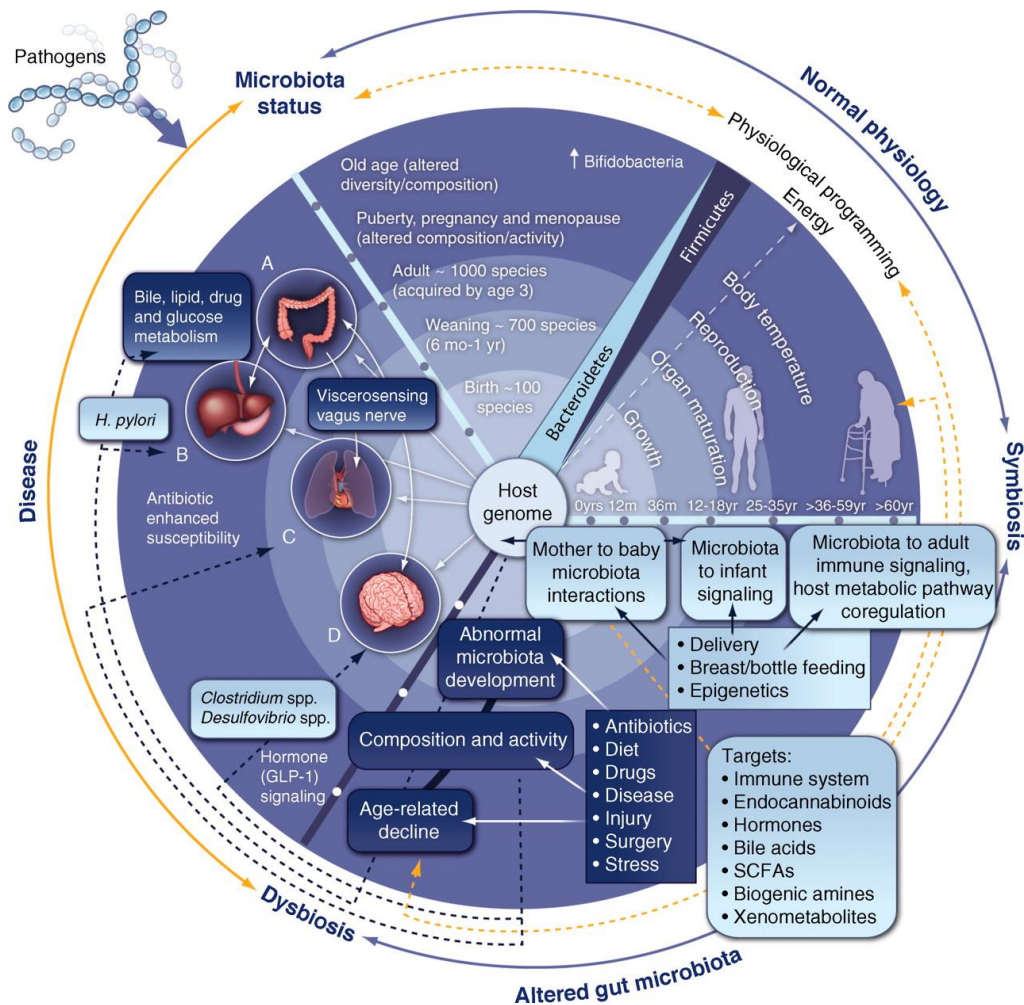 Pathogens
Microbiota
status
Normal physiology
Physiological programming
Energy
Old age (altered
diversity/composition)
↑ Bifidobacteria
Puberty, pregnancy and menopause
(altered composition/activity)
Adult ~ 1000 species
(acquired by age 3)
Weaning ~ 700 species
(6 mo-1 yr)
Birth ~100
species
Bacteroidetes
Firmicutes
Body temperature
Reproduction
Organ maturation
Growth
A
Bile, lipid, drug
and glucose
metabolism
Viscerosensing
vagus nerve
H. pylori
B
Disease
Antibiotic
enhanced
susceptibility
C
D
Host
genome
0yrs 12m 36m 12-18yr 25-35yr >36-59yr >60yr
Symbiosis
Mother to baby
microbiota
interactions
Microbiota
to infant
signaling
Microbiota to adult
immune signaling,
host metabolic pathway
coregulation
• Delivery
• Breast/bottle feeding
• Epigenetics
Abnormal
microbiota
development
Clostridium spp.
Desulfovibrio spp.
Composition and activity
Hormone
(GLP-1)
signaling
Age-related
decline
• Antibiotics
• Diet
• Drugs
• Disease
• Injury
• Surgery
• Stress
Targets:
• Immune system
• Endocannabinoids
• Hormones
• Bile acids
• SCFAs
• Biogenic amines
• Xenometabolites
Dysbiosis
Altered gut microbiota